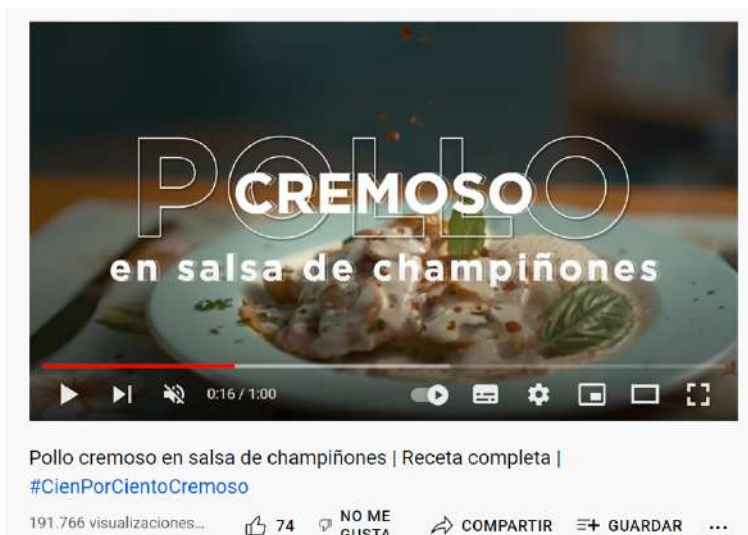 POLLO
CREMOSO
en salsa de champiñones
0:16 / 1:00
Pollo cremoso en salsa de champiñones | Receta completa |
#CienPorCientoCremoso
191.766 visualizaciones...
74
NO ME
GUSTA
COMPARTIR
GUARDAR
...